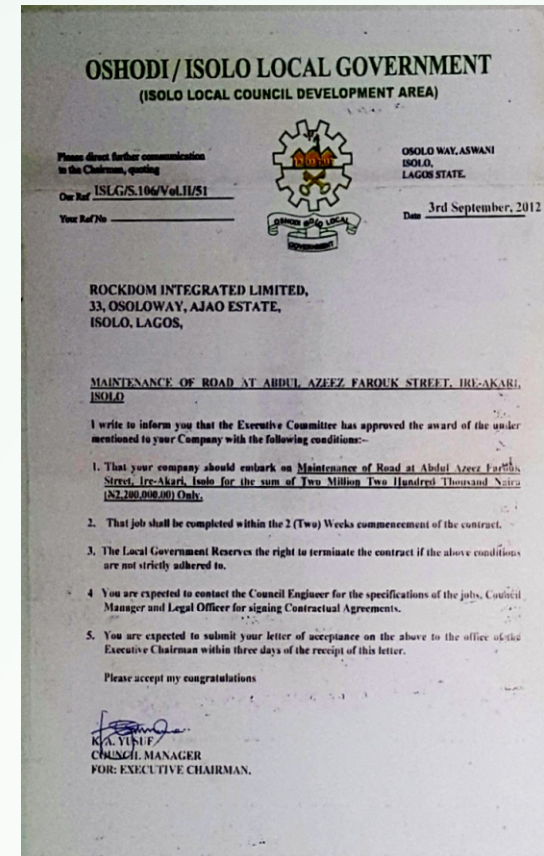 OSHODI / ISOLO LOCAL GOVERNMENT
(ISOLO LOCAL COUNCIL DEVELOPMENT AREA)
Please direct further communication
to the Chairman, quoting
Our Ref ISLG/S.106/Vol.II/51
Your Ref No
OSHODI ISOLO LOCAL
GOVERNMENT
OSOLO WAY, ASWANI
ISOLO,
LAGOS STATE.
Date 3rd September, 2012
ROCKDOM INTEGRATED LIMITED,
33, OSOLOWAY, AJAO ESTATE,
ISOLO, LAGOS,
MAINTENANCE OF ROAD AT ABDUL AZEEZ FAROUK STREET, IRE-AKARI,
ISOLO
I write to inform you that the Executive Committee has approved the award of the under
mentioned to your Company with the following conditions:-
1. That your company should embark on Maintenance of Road at Abdul Azeez Farouk
Street, Ire-Akari, Isolo for the sum of Two Million Two Hundred Thousand Naira
(₦2,200,000.00) Only.
2. That job shall be completed within the 2 (Two) Weeks commencement of the contract.
3. The Local Government Reserves the right to terminate the contract if the above conditions
are not strictly adhered to.
4 You are expected to contact the Council Engineer for the specifications of the jobs, Council
Manager and Legal Officer for signing Contractual Agreements.
5. You are expected to submit your letter of acceptance on the above to the office of the
Executive Chairman within three days of the receipt of this letter.
Please accept my congratulations
K.A. YUSUF
COUNCIL MANAGER
FOR: EXECUTIVE CHAIRMAN.